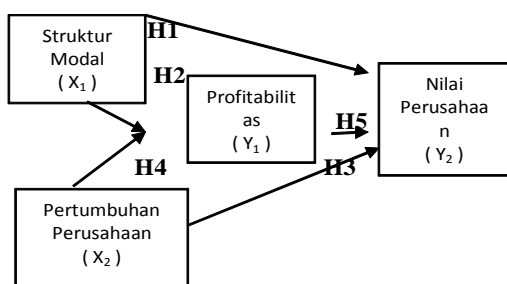 Struktur
Modal
( X₁ )
H1
H2
Profitabilit
as
( Y₁ )
H5
Nilai
Perusahaa
n
( Y₂ )
H4
H3
Pertumbuhan
Perusahaan
( X₂ )